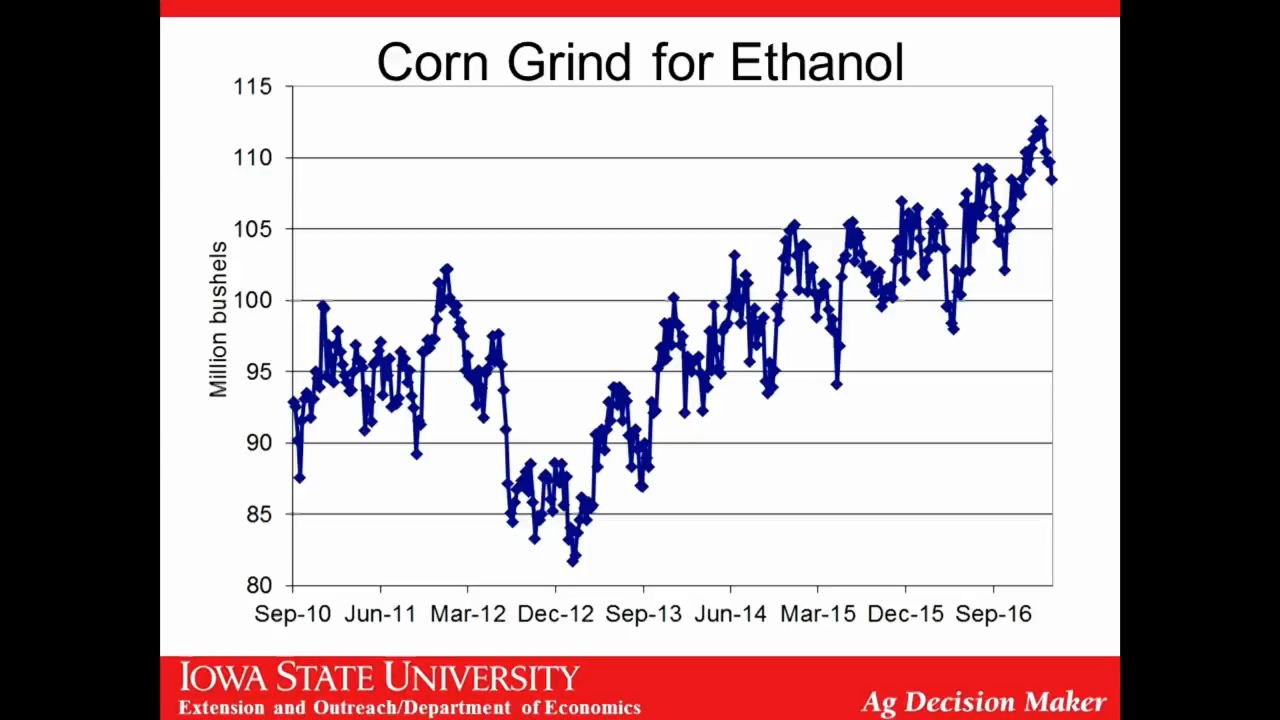 Corn Grind for Ethanol
115
110
105
100
95
90
85
80
Million bushels
Sep-10 Jun-11 Mar-12 Dec-12 Sep-13 Jun-14 Mar-15 Dec-15 Sep-16
IOWA STATE UNIVERSITY
Extension and Outreach/Department of Economics
Ag Decision Maker